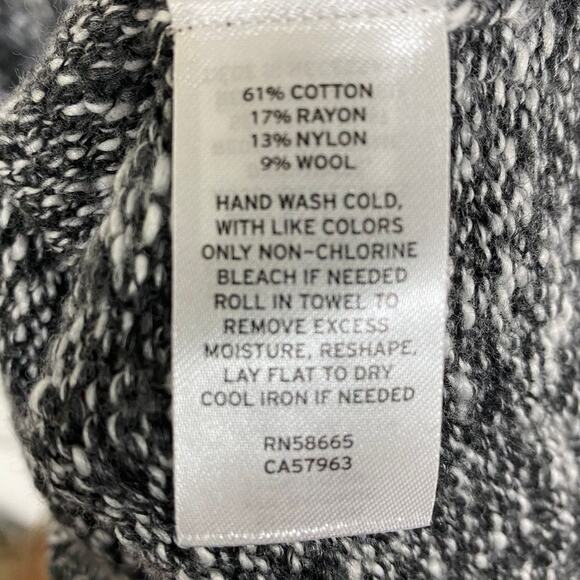 61% COTTON
17% RAYON
13% NYLON
9% WOOL
HAND WASH COLD,
WITH LIKE COLORS
ONLY NON-CHLORINE
BLEACH IF NEEDED
ROLL IN TOWEL TO
REMOVE EXCESS
MOISTURE, RESHAPE,
LAY FLAT TO DRY
COOL IRON IF NEEDED
RN58665
CA57963